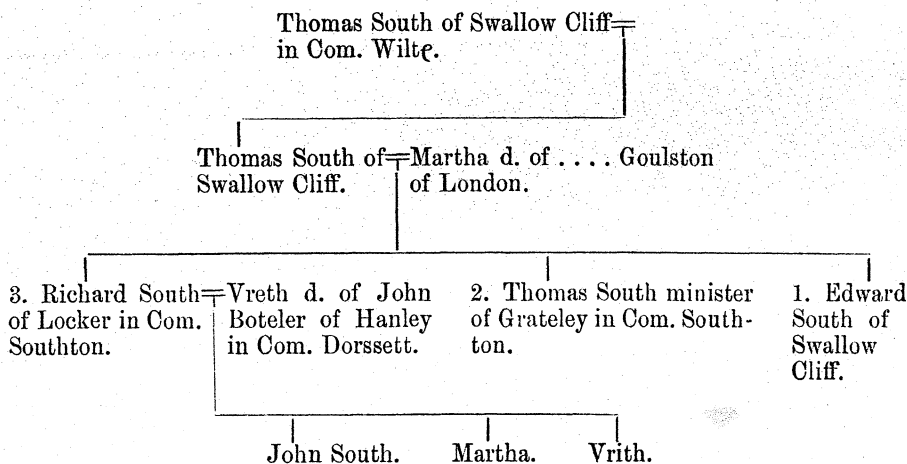 Thomas South of Swallow Cliff=
in Com. Wiltę.
Thomas South of=Martha d. of . . . . Goulston
Swallow Cliff.
of London.
3. Richard South=Vreth d. of John
of Locker in Com.
Boteler of Hanley
Southton.
in Com. Dorssett.
2. Thomas South minister
of Grateley in Com. South-
ton.
1. Edward
South of
Swallow
Cliff.
John South.
Martha.
Vrith.